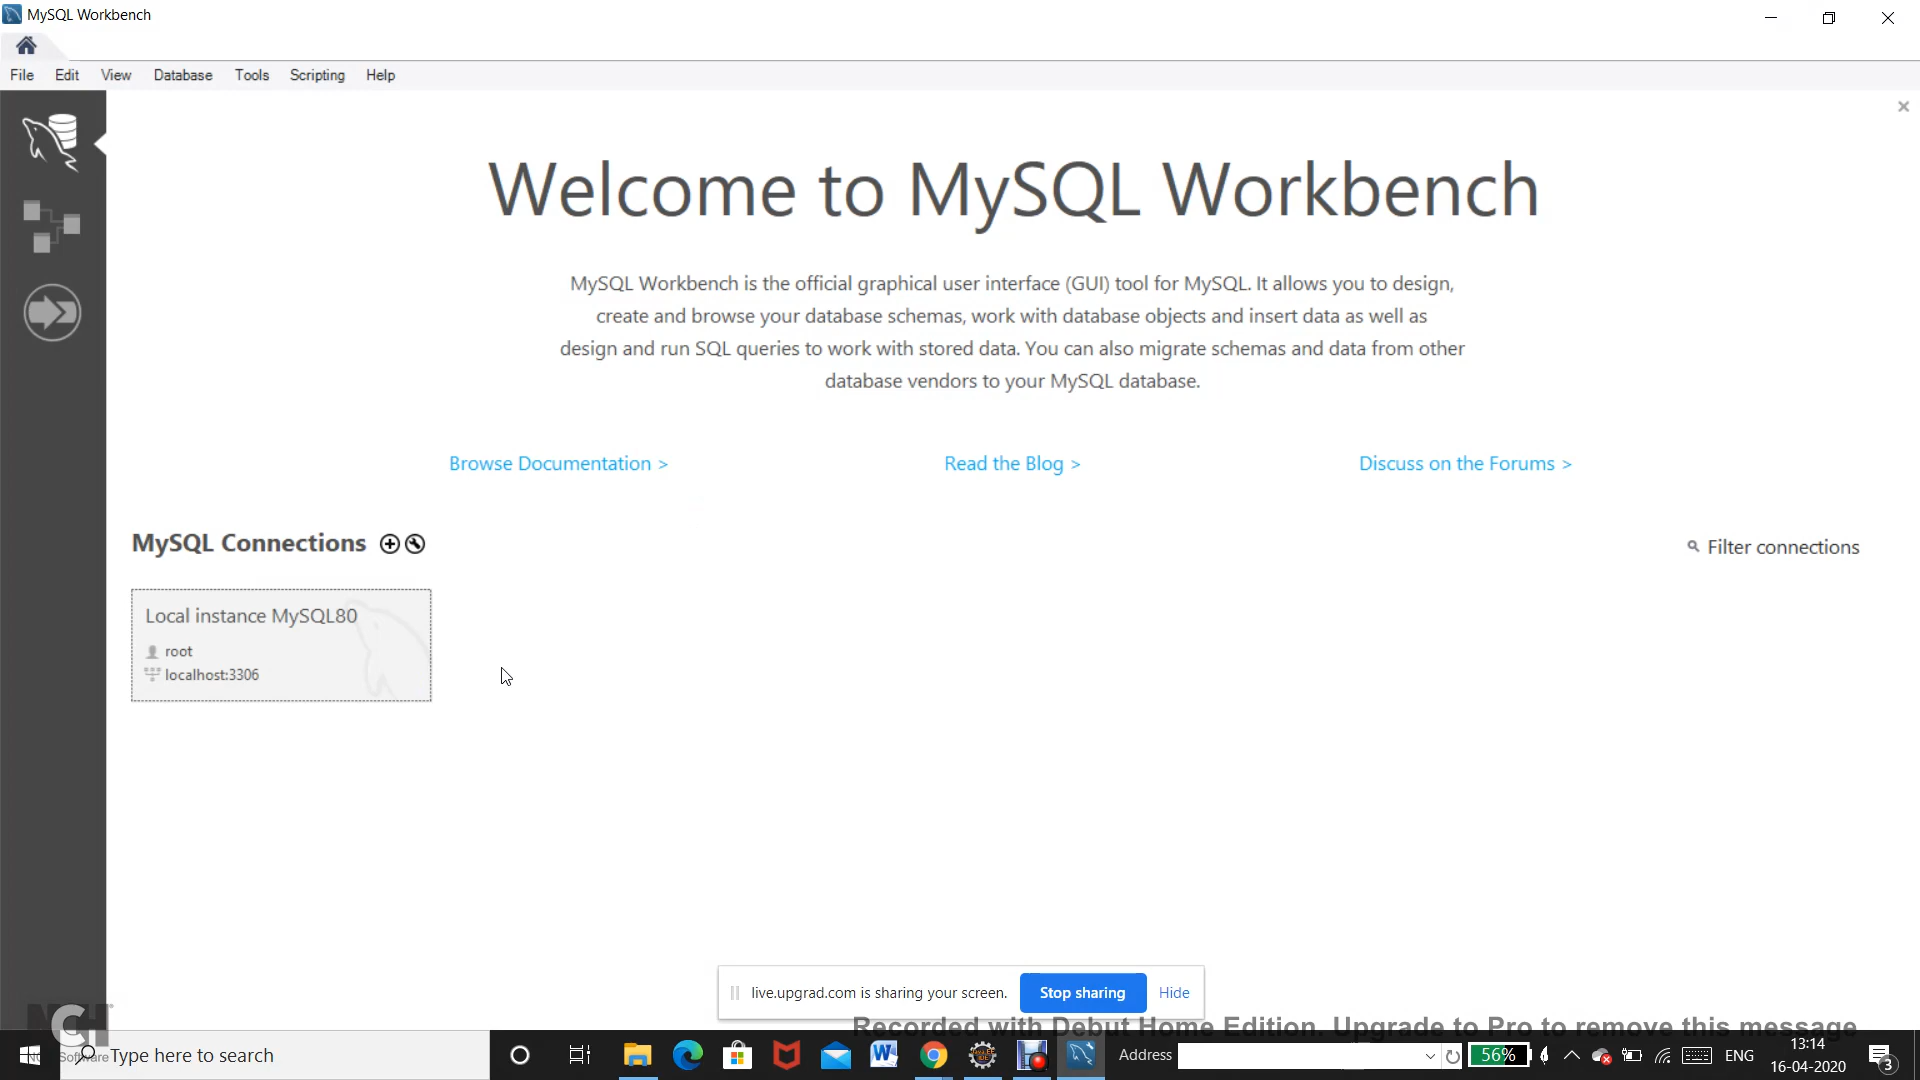 MySQL Workbench
File Edit View Database Tools Scripting Help
Welcome to MySQL Workbench
MySQL Workbench is the official graphical user interface (GUI) tool for MySQL. It allows you to design,
create and browse your database schemas, work with database objects and insert data as well as
design and run SQL queries to work with stored data. You can also migrate schemas and data from other
database vendors to your MySQL database.
Browse Documentation > Read the Blog > Discuss on the Forums >
MySQL Connections
Filter connections
Local instance MySQL80
root
localhost:3306
live.upgrad.com is sharing your screen. Stop sharing Hide
Recorded with Debut Home Edition. Upgrade to Pro to remove this message
NCH Software
Type here to search
Address
56%
ENG
13:14
16-04-2020
3